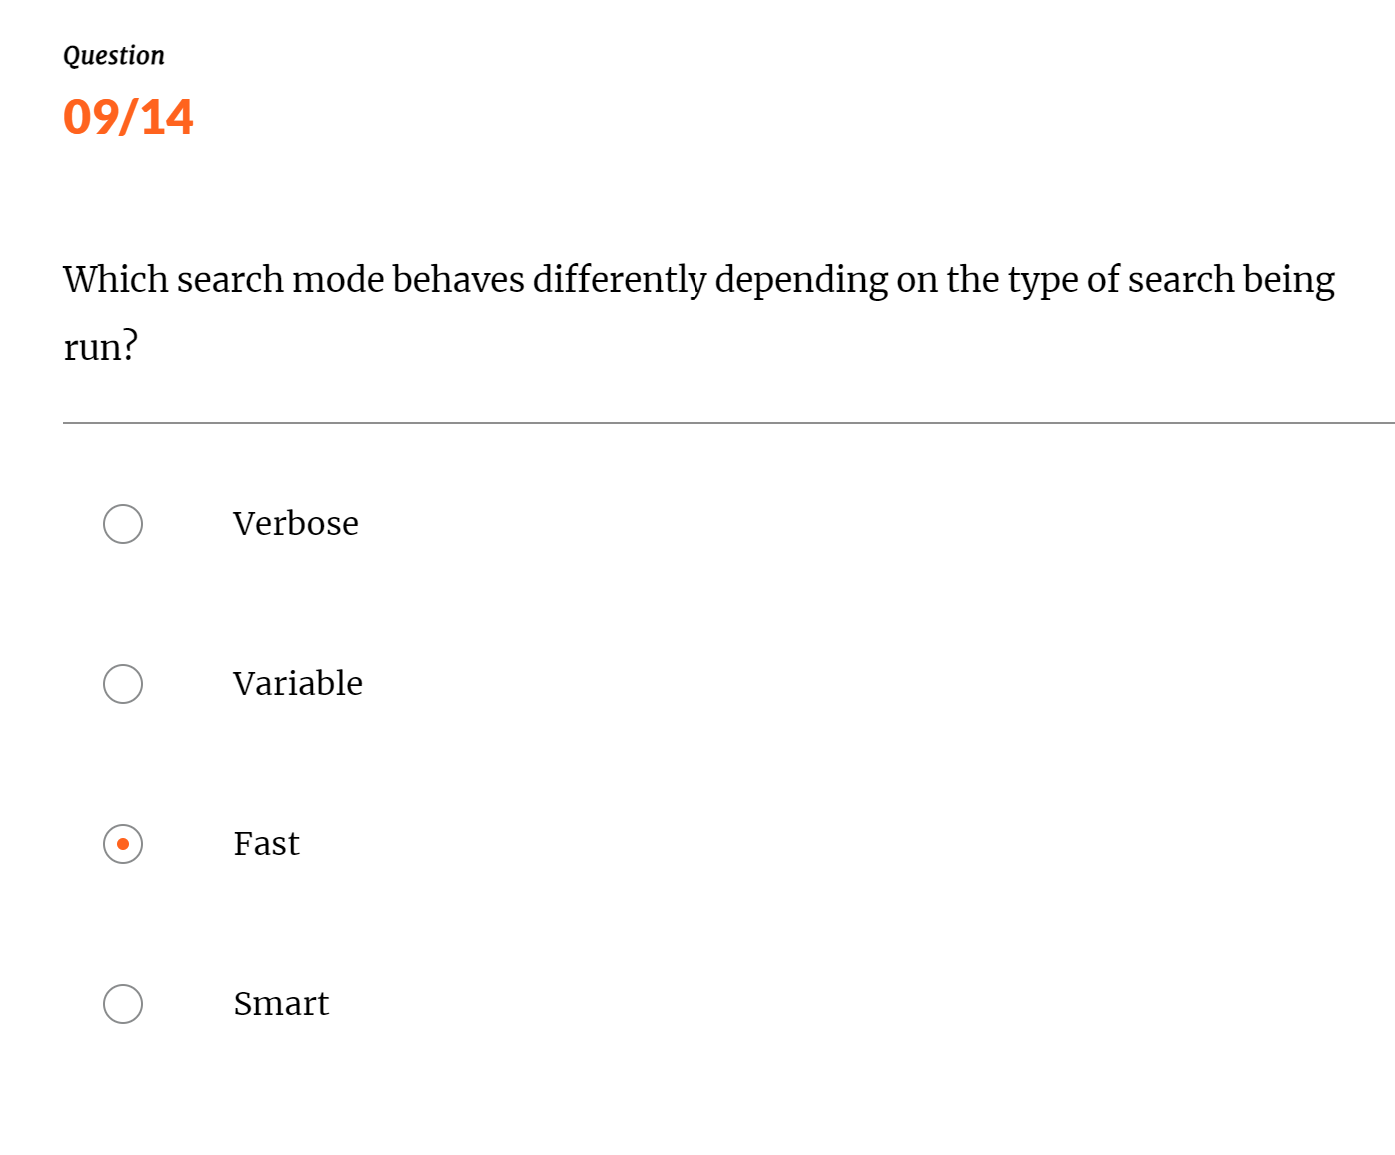 Question
09/14
Which search mode behaves differently depending on the type of search being
run?
Verbose
Variable
Fast
Smart